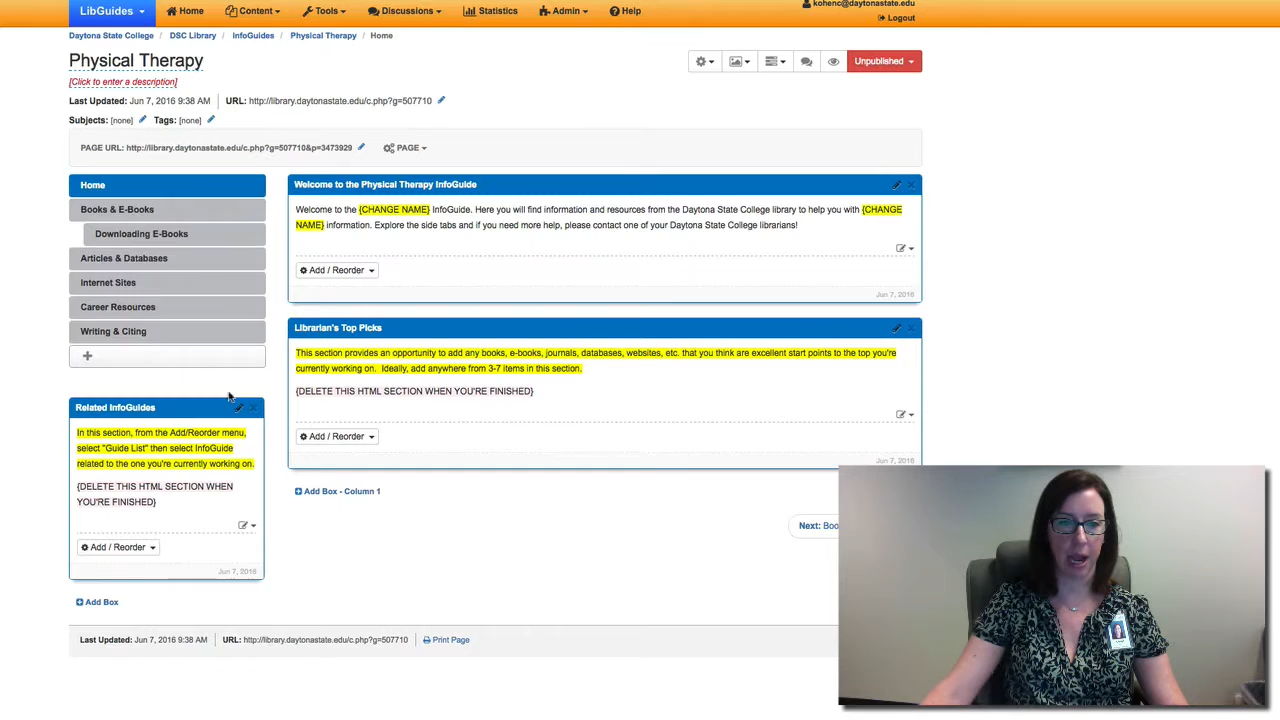 LibGuides Home Content Tools Discussions Statistics Admin Help
kohenc@daytonastate.edu
Logout
Daytona State College / DSC Library / InfoGuides / Physical Therapy / Home
Physical Therapy
Unpublished
[Click to enter a description]
Last Updated: Jun 7, 2016 9:38 AM URL: http://library.daytonastate.edu/c.php?g=507710
Subjects: [none] Tags: [none]
PAGE URL: http://library.daytonastate.edu/c.php?g=507710&p=3473929 PAGE
Home
Books & E-Books
Downloading E-Books
Articles & Databases
Internet Sites
Career Resources
Writing & Citing
Related InfoGuides
In this section, from the Add/Reorder menu,
select "Guide List" then select InfoGuide
related to the one you're currently working on.
{DELETE THIS HTML SECTION WHEN
YOU'RE FINISHED}
Add / Reorder
Jun 7, 2016
Add Box
Welcome to the Physical Therapy InfoGuide
Welcome to the {CHANGE NAME} InfoGuide. Here you will find information and resources from the Daytona State College library to help you with {CHANGE
NAME} information. Explore the side tabs and if you need more help, please contact one of your Daytona State College librarians!
Add / Reorder
Jun 7, 2016
Librarian's Top Picks
This section provides an opportunity to add any books, e-books, journals, databases, websites, etc. that you think are excellent start points to the top you're
currently working on. Ideally, add anywhere from 3-7 items in this section.
{DELETE THIS HTML SECTION WHEN YOU'RE FINISHED}
Add / Reorder
Jun 7, 2016
Add Box - Column 1
Next: Boo
Last Updated: Jun 7, 2016 9:38 AM URL: http://library.daytonastate.edu/c.php?g=507710 Print Page